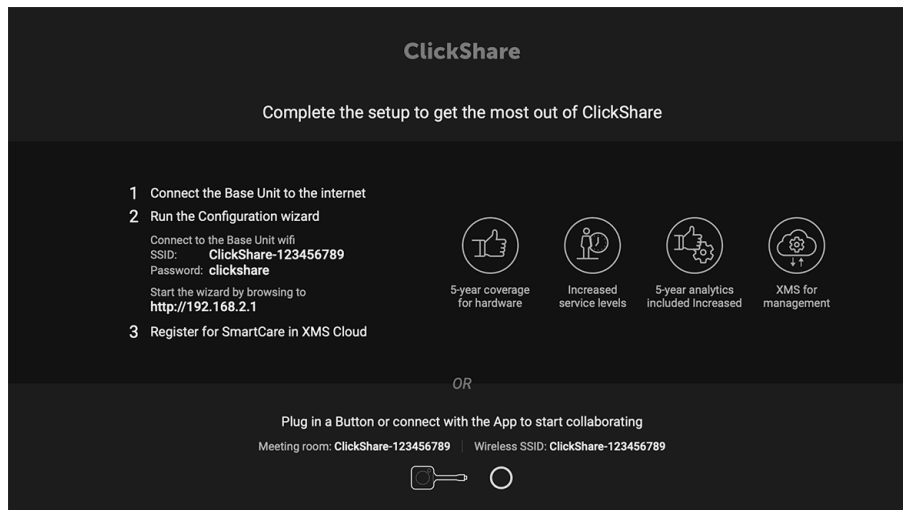 ClickShare
Complete the setup to get the most out of ClickShare
1 Connect the Base Unit to the internet
2 Run the Configuration wizard
Connect to the Base Unit wifi
SSID: ClickShare-123456789
Password: clickshare
Start the wizard by browsing to
http://192.168.2.1
3 Register for SmartCare in XMS Cloud
5-year coverage
for hardware
Increased
service levels
5-year analytics
included Increased
XMS for
management
OR
Plug in a Button or connect with the App to start collaborating
Meeting room: ClickShare-123456789 | Wireless SSID: ClickShare-123456789